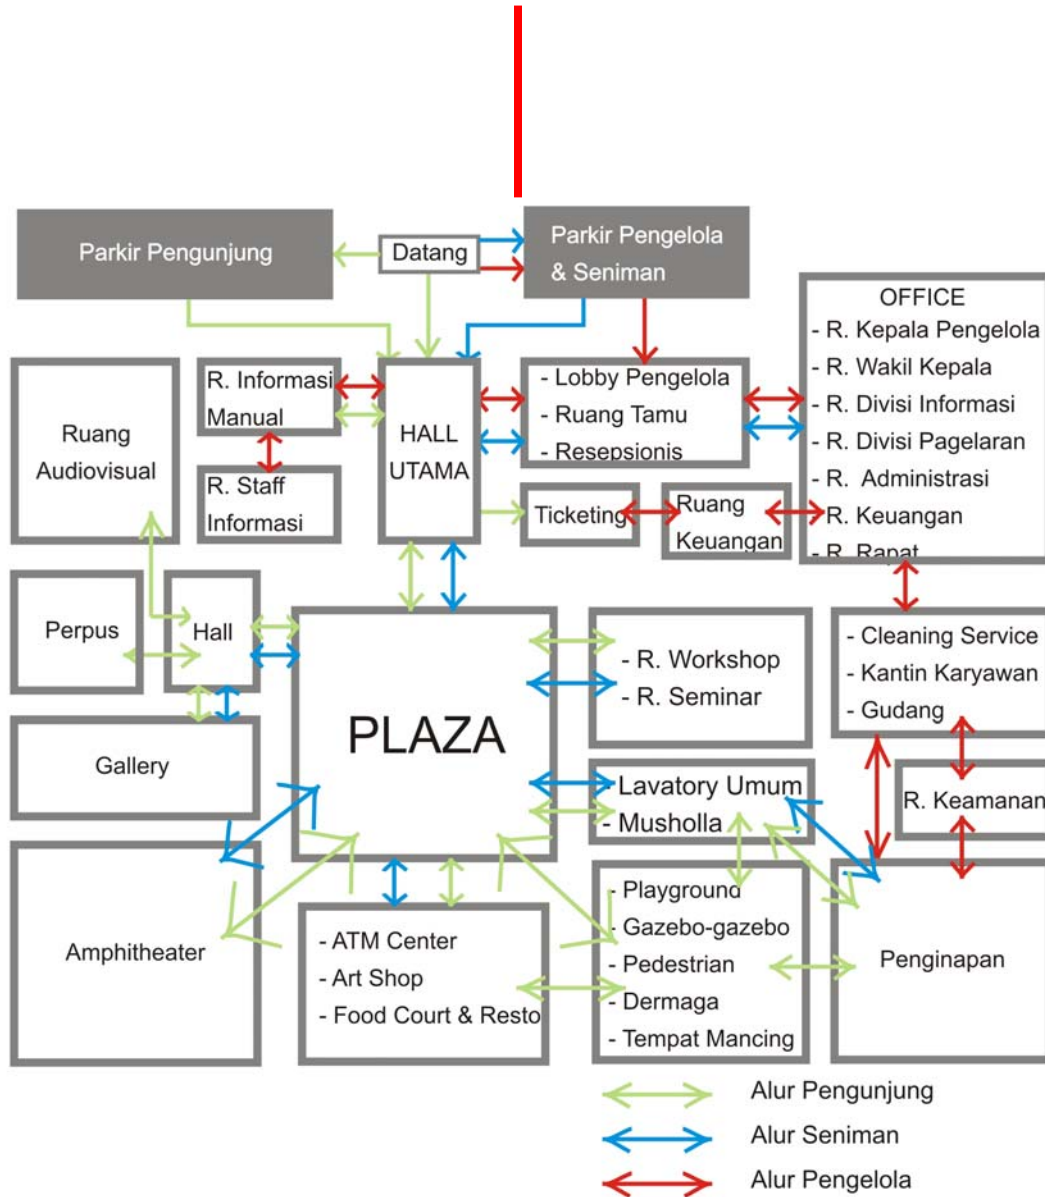 Parkir Pengunjung
Datang
Parkir Pengelola
& Seniman
OFFICE
- R. Kepala Pengelola
- R. Wakil Kepala
- R. Divisi Informasi
- R. Divisi Pagelaran
- R. Administrasi
R. Keuangan
- R. Rapat
Ruang
Audiovisual
R. Informasi
Manual
R. Staff
Informasi
HALL
UTAMA
- Lobby Pengelola
- Ruang Tamu
- Resepsionis
Ticketing
Ruang
Keuangan
Perpus
Hall
PLAZA
- R. Workshop
- R. Seminar
- Cleaning Service
- Kantin Karyawan
- Gudang
Gallery
- Lavatory Umum
- Musholla
R. Keamanan
Amphitheater
- ATM Center
- Art Shop
- Food Court & Resto
- Playground
- Gazebo-gazebo
- Pedestrian
- Dermaga
- Tempat Mancing
Penginapan
Alur Pengunjung
Alur Seniman
Alur Pengelola